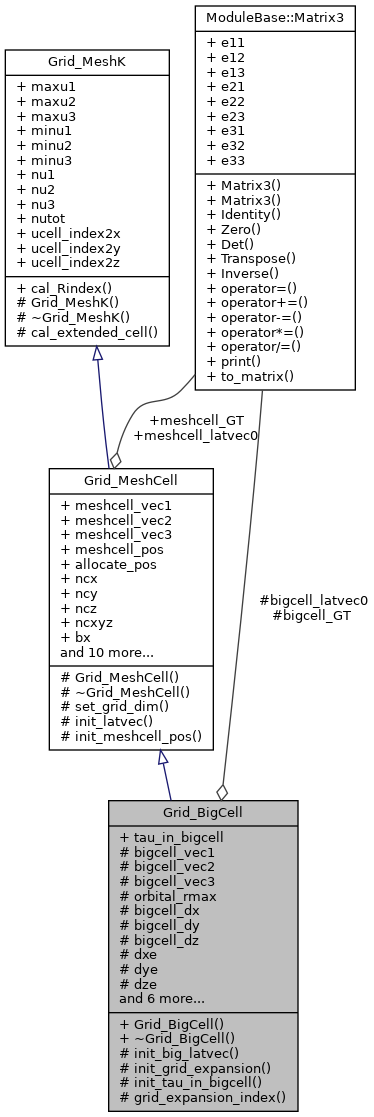 ModuleBase::Matrix3
+ e11
+ e12
+ e13
+ e21
+ e22
+ e23
+ e31
+ e32
+ e33
+ Matrix3()
+ Matrix3()
+ Identity()
+ Zero()
+ Det()
+ Transpose()
+ Inverse()
+ operator=()
+ operator+=()
+ operator-=()
+ operator*=()
+ operator/=()
+ print()
+ to_matrix()
Grid_MeshK
+ maxu1
+ maxu2
+ maxu3
+ minu1
+ minu2
+ minu3
+ nu1
+ nu2
+ nu3
+ nutot
+ ucell_index2x
+ ucell_index2y
+ ucell_index2z
+ cal_Rindex()
# Grid_MeshK()
# ~Grid_MeshK()
# cal_extended_cell()
+meshcell_GT
+meshcell_latvec0
Grid_MeshCell
+ meshcell_vec1
+ meshcell_vec2
+ meshcell_vec3
+ meshcell_pos
+ allocate_pos
+ ncx
+ ncy
+ ncz
+ ncxyz
+ bx
and 10 more...
# Grid_MeshCell()
# ~Grid_MeshCell()
# set_grid_dim()
# init_latvec()
# init_meshcell_pos()
#bigcell_latvec0
#bigcell_GT
Grid_BigCell
+ tau_in_bigcell
# bigcell_vec1
# bigcell_vec2
# bigcell_vec3
# orbital_rmax
# bigcell_dx
# bigcell_dy
# bigcell_dz
# dxe
# dye
# dze
and 6 more...
+ Grid_BigCell()
+ ~Grid_BigCell()
# init_big_latvec()
# init_grid_expansion()
# init_tau_in_bigcell()
# grid_expansion_index()